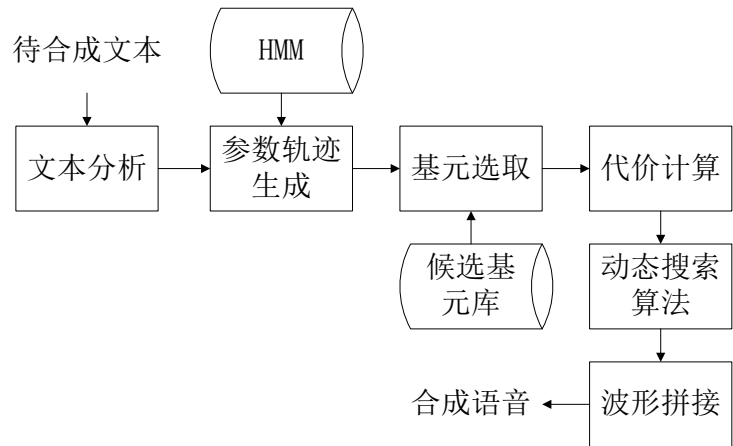 待合成文本
HMM
文本分析
参数轨迹
生成
基元选取
代价计算
候选基
元库
动态搜索
算法
合成语音
波形拼接